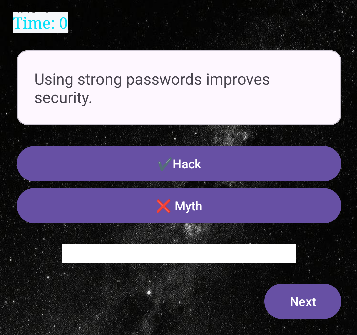 Time: 0
Using strong passwords improves
security.
✔Hack
❌ Myth
Next